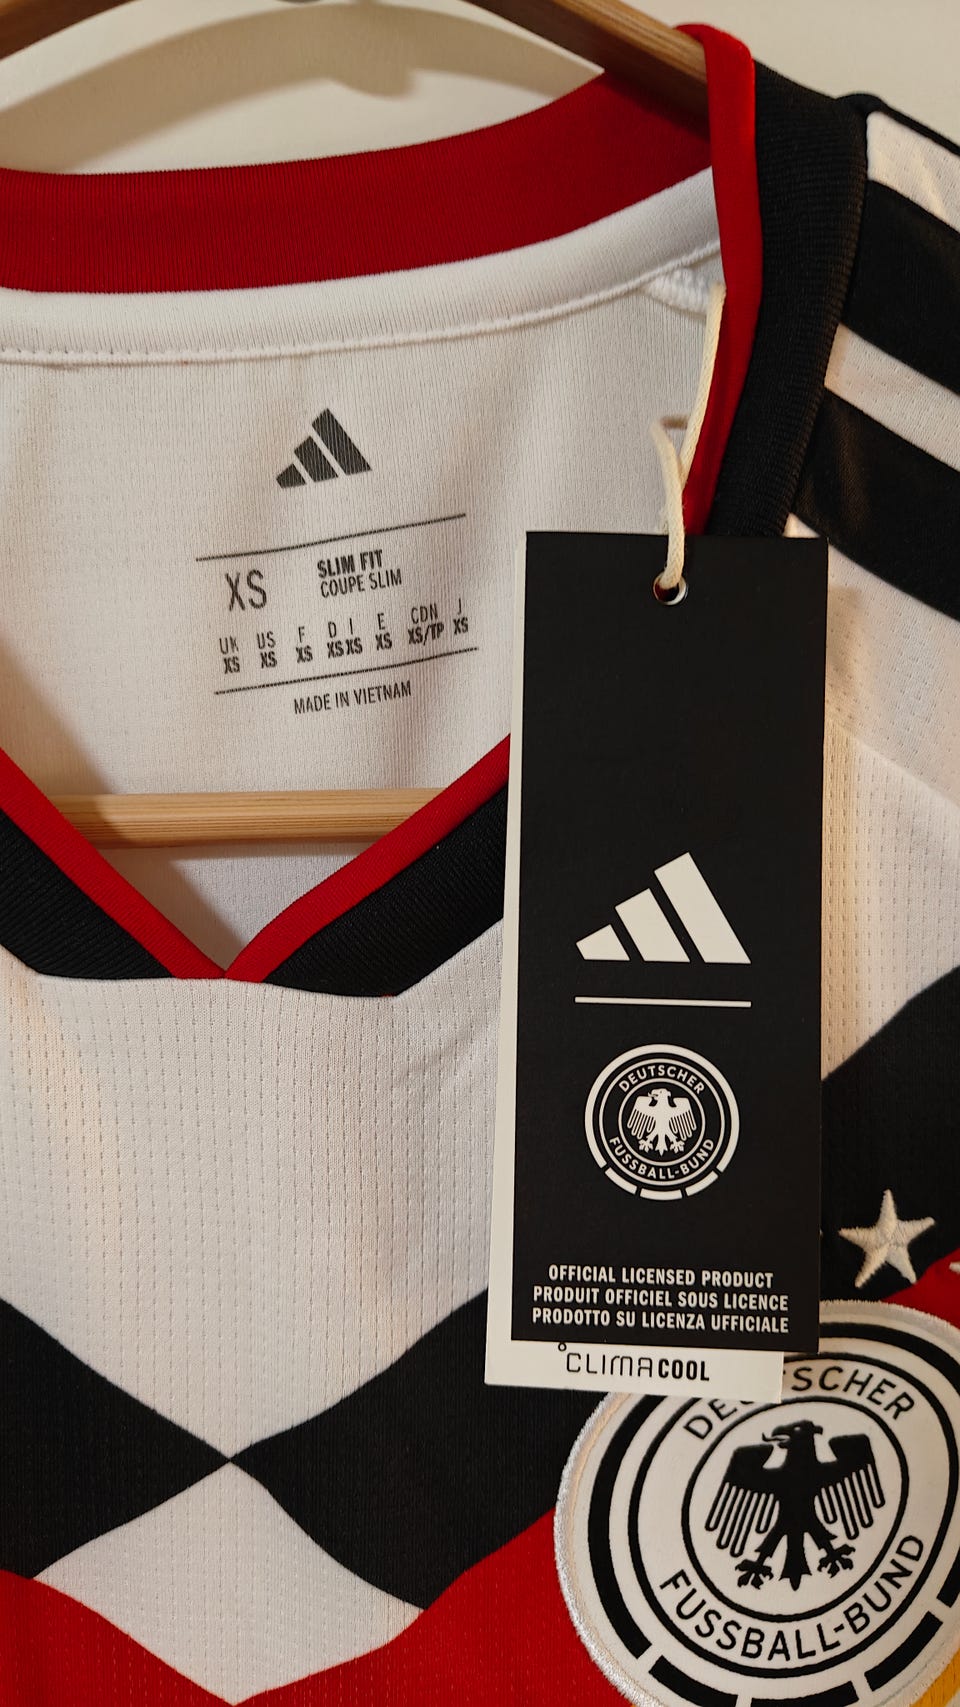 XS
SLIM FIT
COUPE SLIM
UK US F D I E CDN J
XS XS XS XS XS XS XS/TP XS
MADE IN VIETNAM
DEUTSCHER
FUSSBALL-BUND
OFFICIAL LICENSED PRODUCT
PRODUIT OFFICIEL SOUS LICENCE
PRODOTTO SU LICENZA UFFICIALE
CLIMACOOL
DEUTSCHER
FUSSBALL-BUND